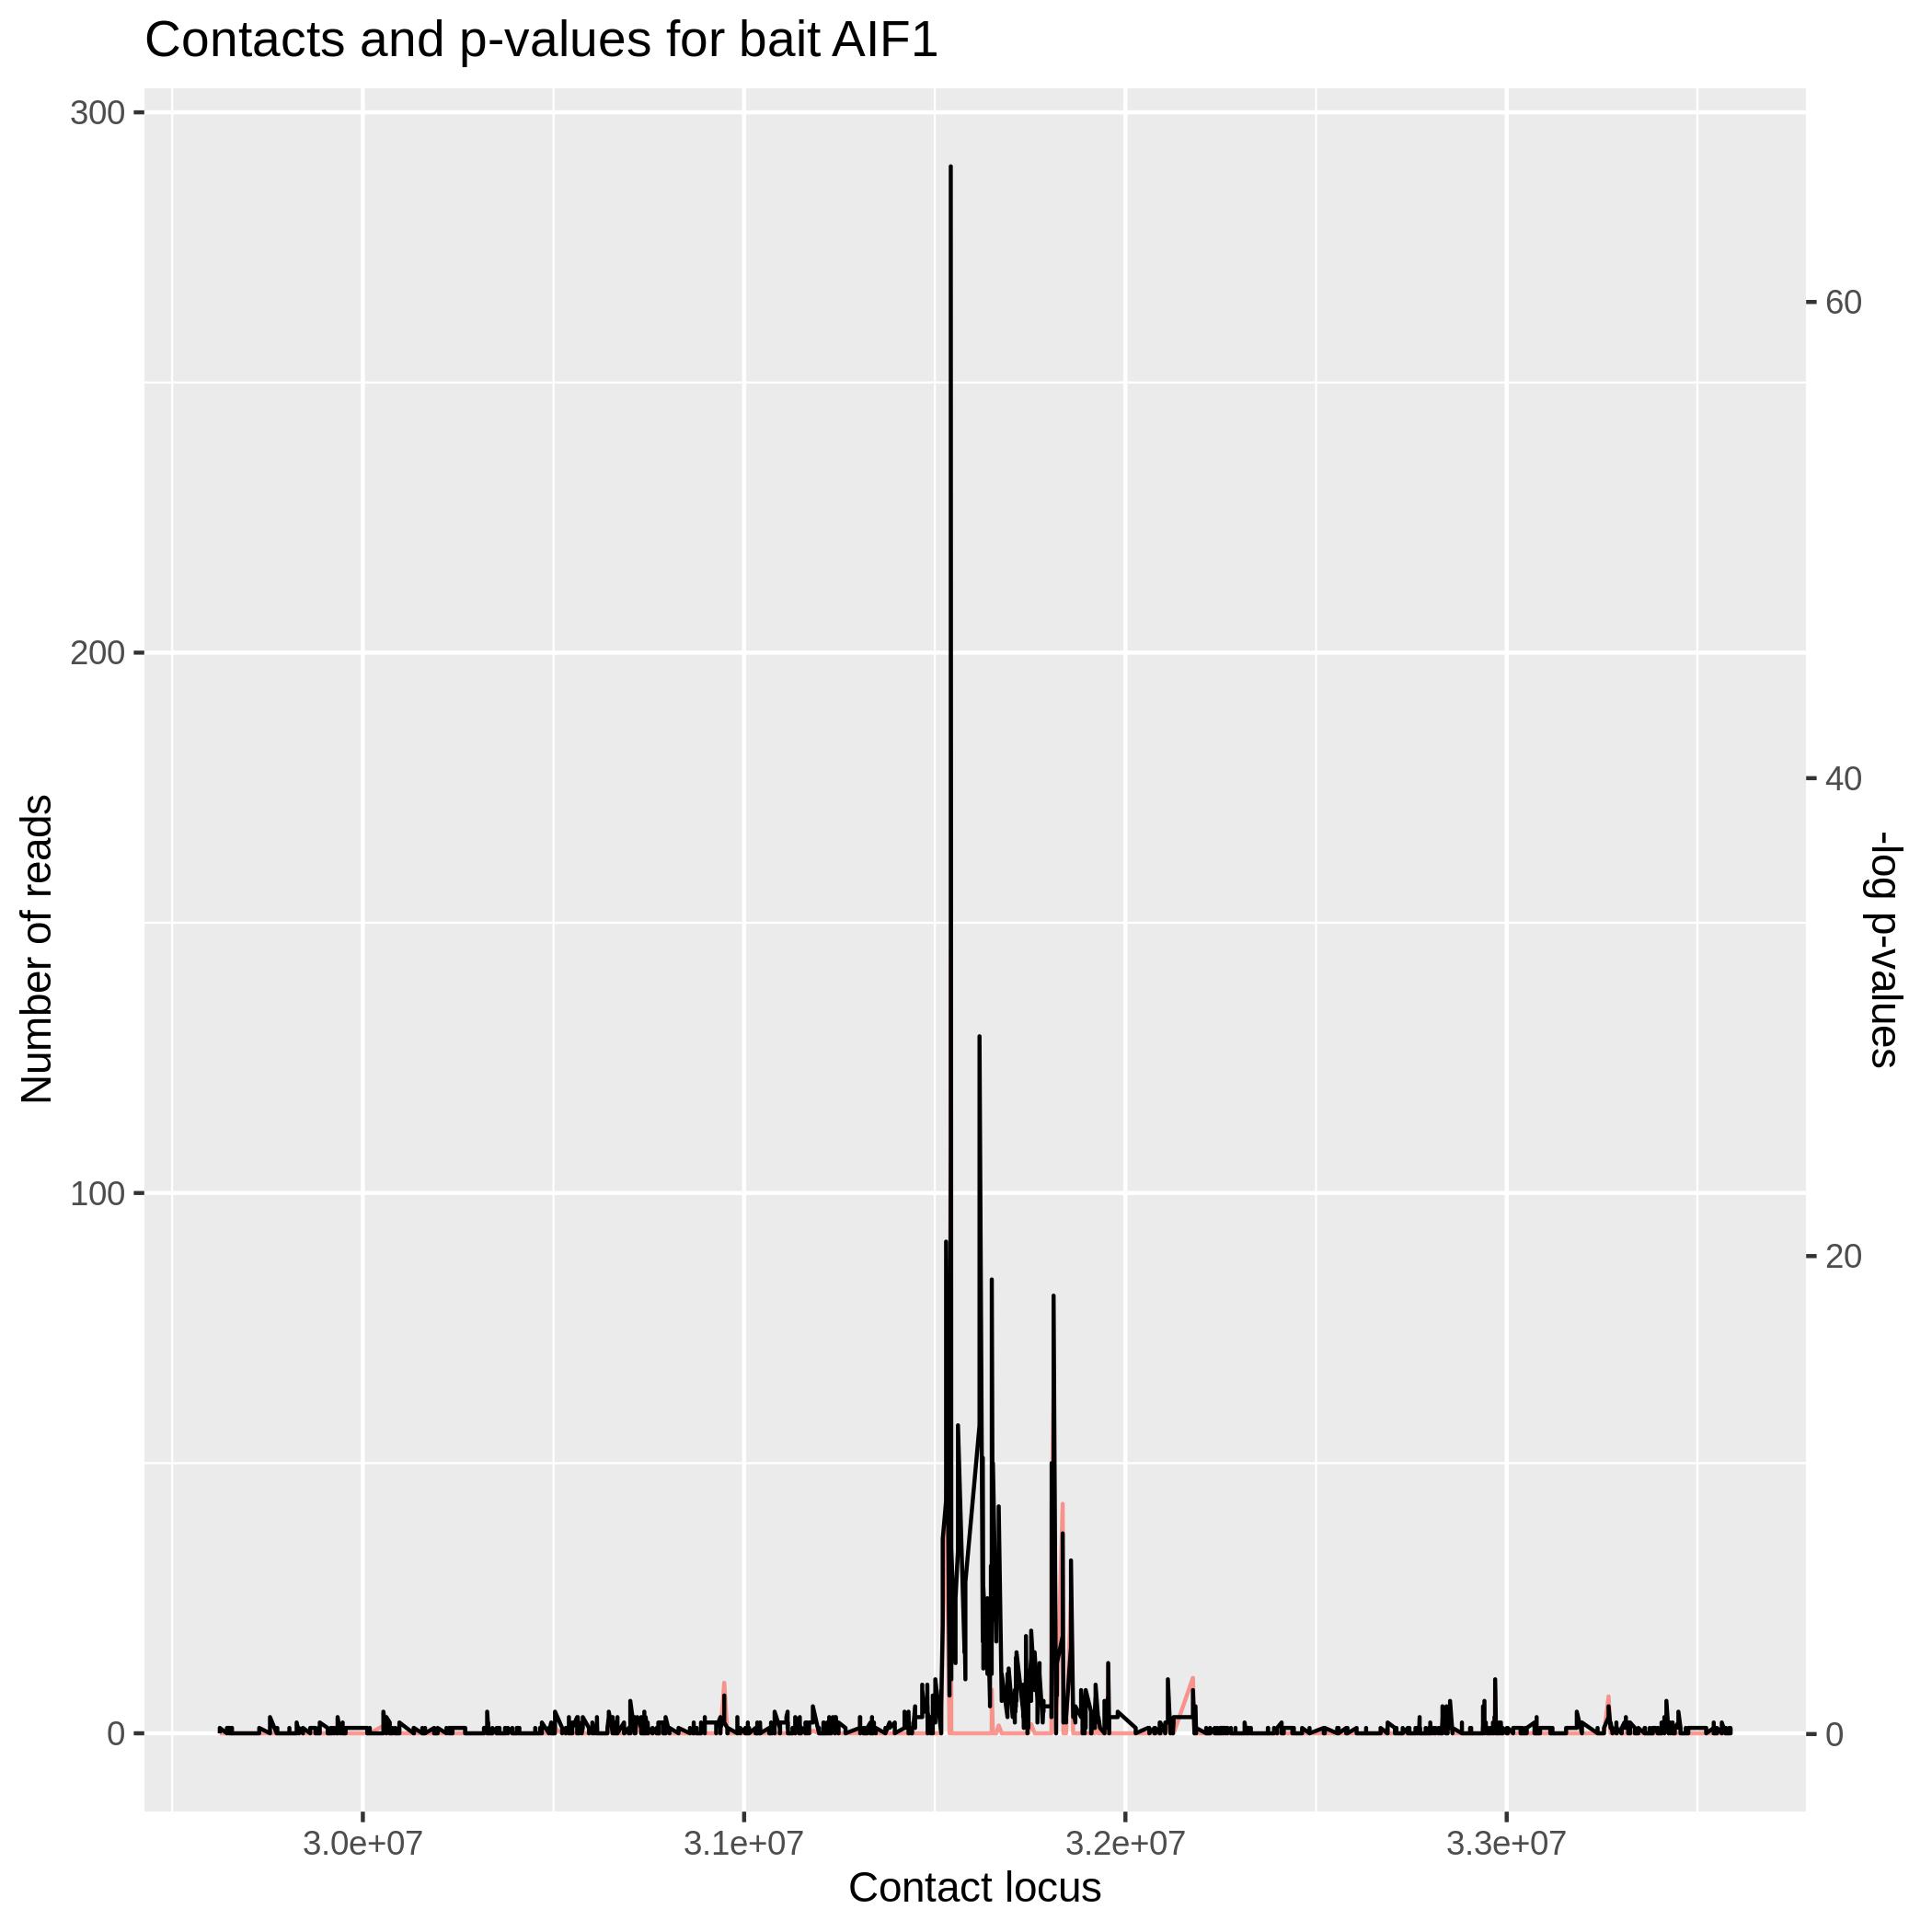 Contacts and p-values for bait AIF1
300
200
100
0
Number of reads
60
40
20
0
-log p-values
3.0e+07
3.1e+07
3.2e+07
3.3e+07
Contact locus